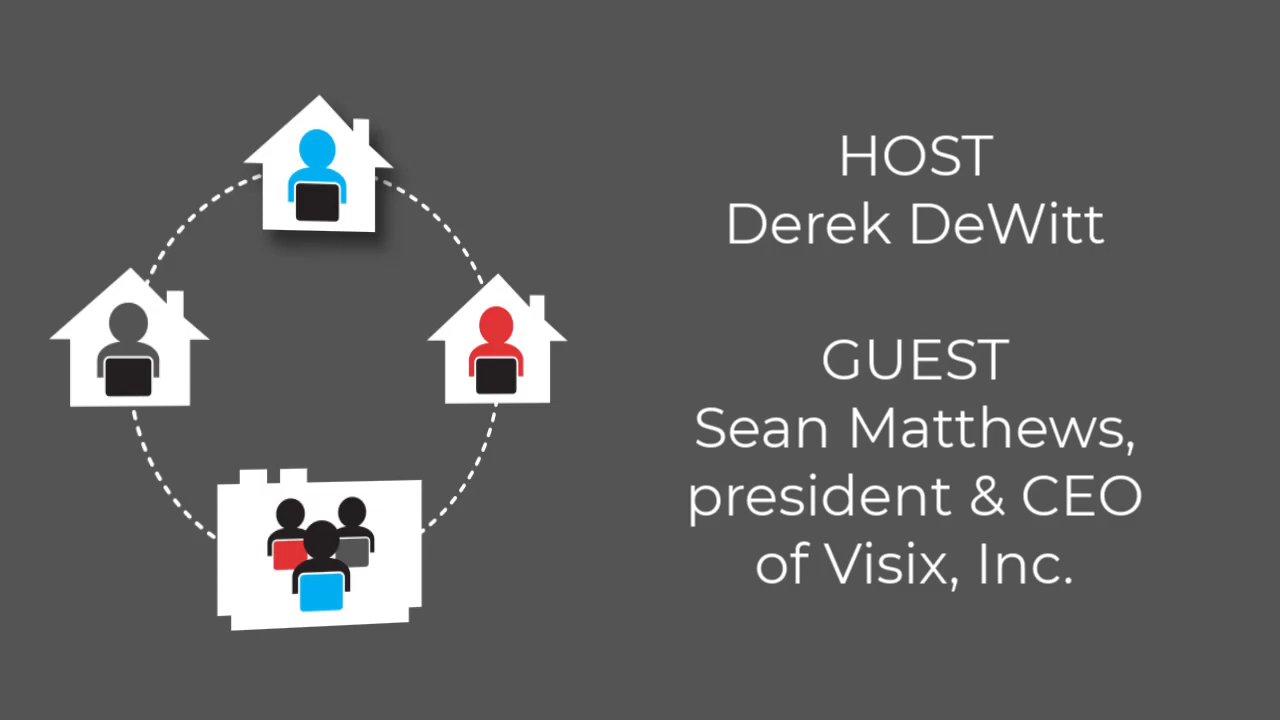 HOST
Derek DeWitt
GUEST
Sean Matthews,
president & CEO
of Visix, Inc.